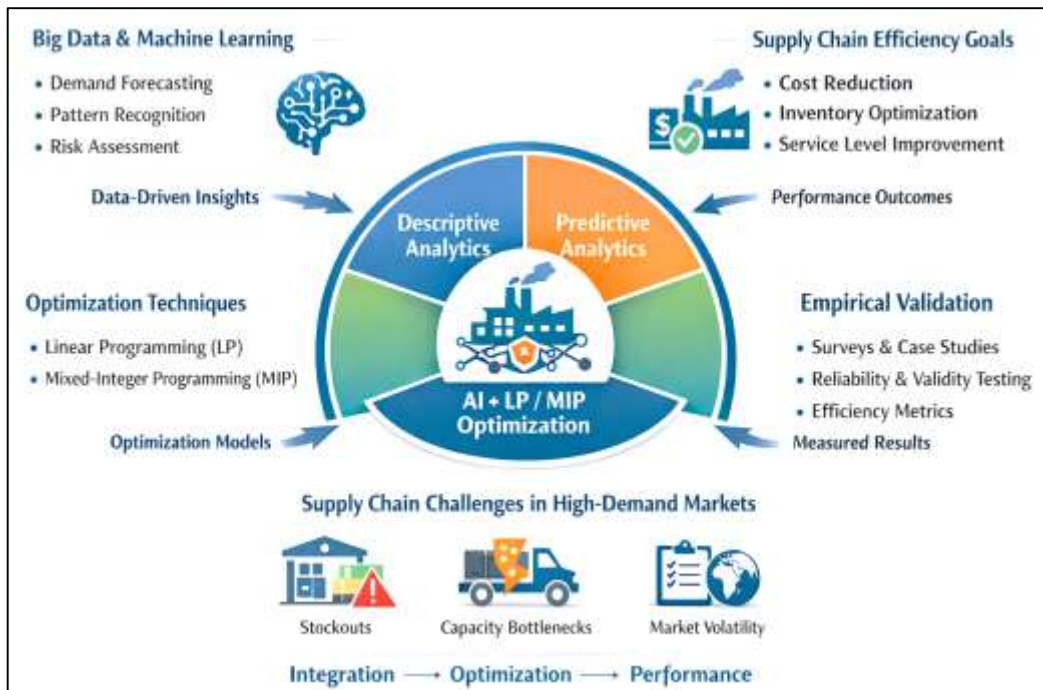 Big Data & Machine Learning
• Demand Forecasting
• Pattern Recognition
• Risk Assessment
Data-Driven Insights
Supply Chain Efficiency Goals
• Cost Reduction
• Inventory Optimization
• Service Level Improvement
Performance Outcomes
$
Descriptive
Analytics
Predictive
Analytics
Optimization Techniques
• Linear Programming (LP)
• Mixed-Integer Programming (MIP)
Optimization Models
AI + LP / MIP
Optimization
Empirical Validation
• Surveys & Case Studies
• Reliability & Validity Testing
• Efficiency Metrics
Measured Results
Supply Chain Challenges in High-Demand Markets
!
Stockouts
Capacity Bottlenecks
Market Volatility
Integration → Optimization → Performance